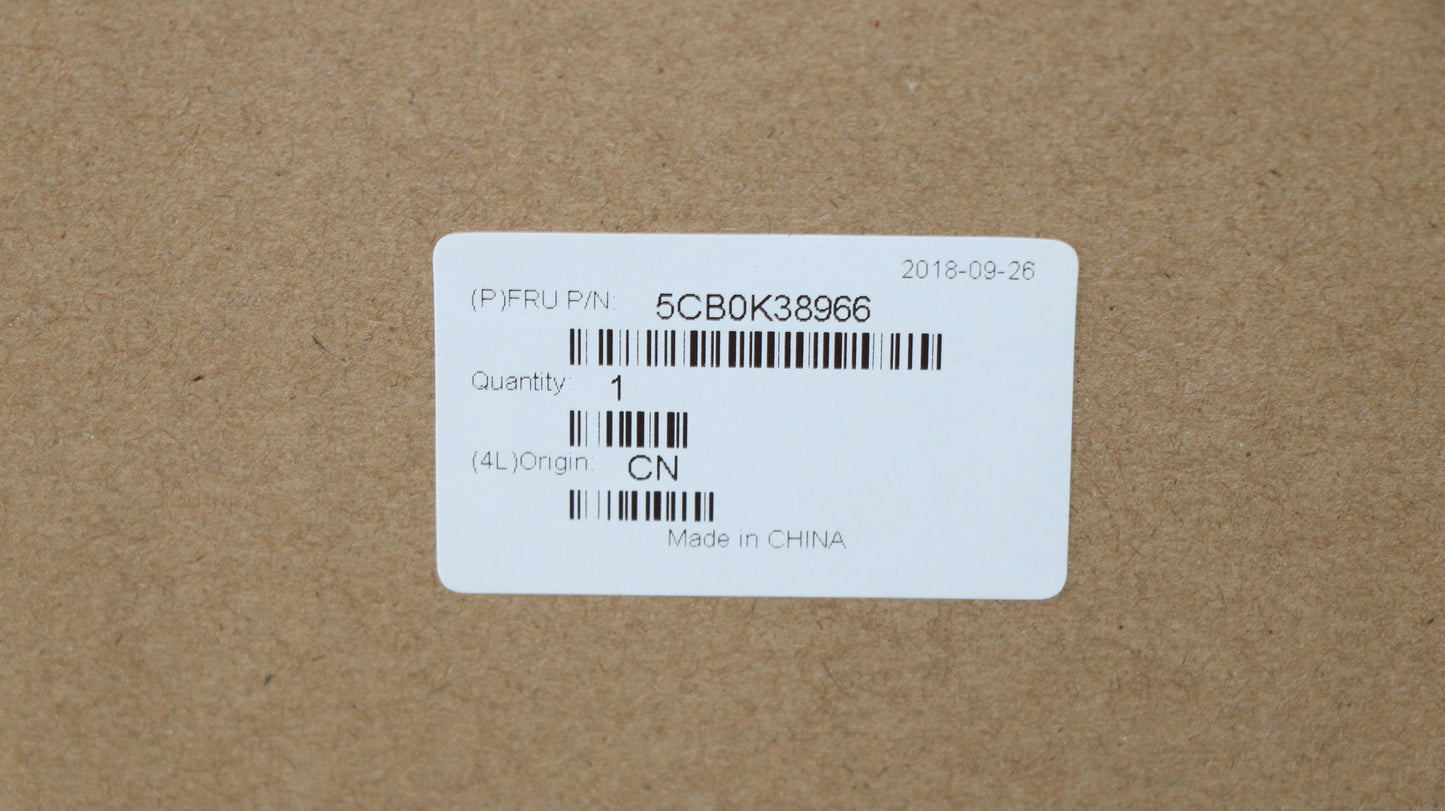 2018-09-26
(P)FRU P/N: 5CB0K38966
Quantity: 1
(4L)Origin: CN
Made in CHINA